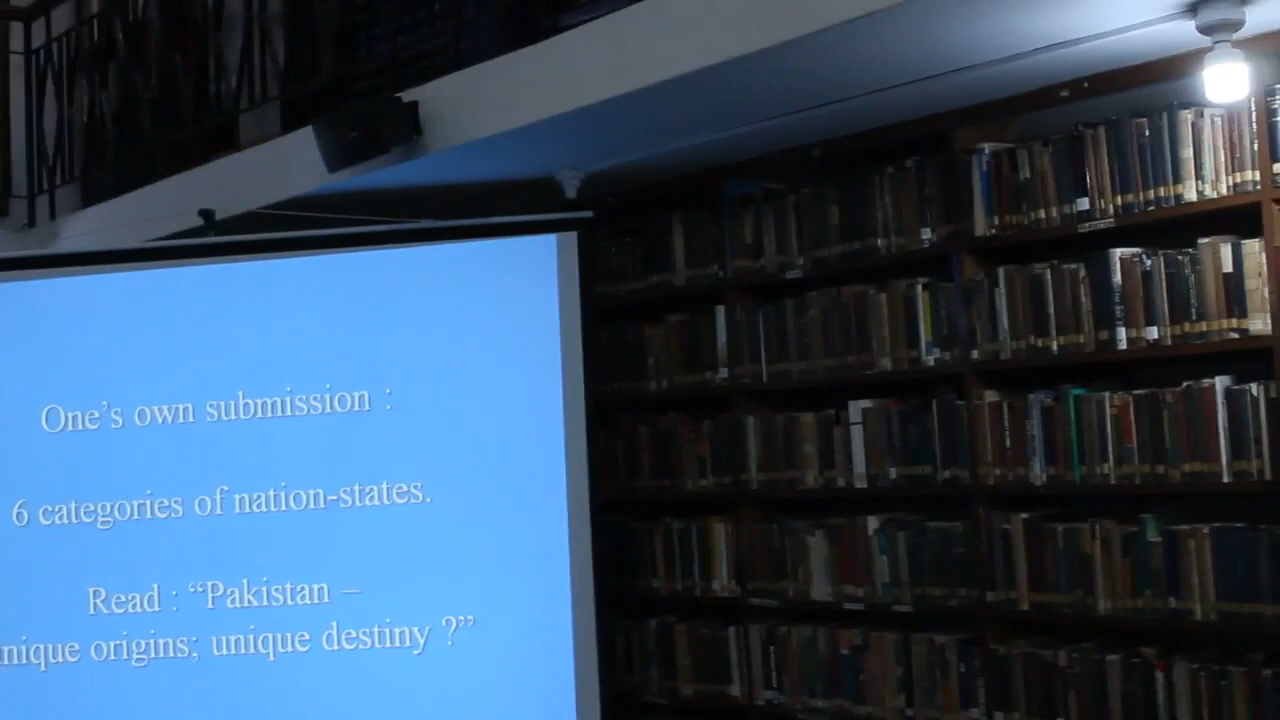 One's own submission :
6 categories of nation-states.
Read : “Pakistan –
nique origins; unique destiny ?”